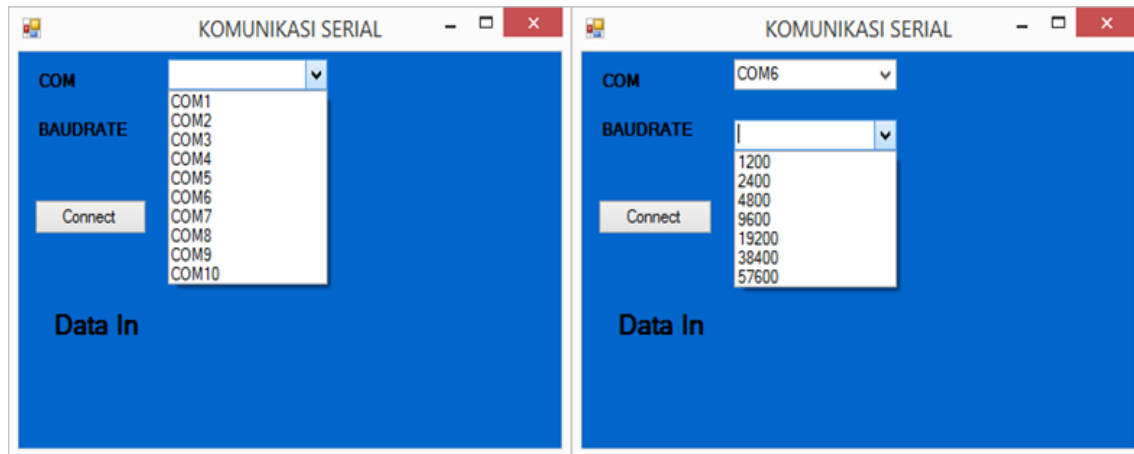 KOMUNIKASI SERIAL
COM
COM1
COM2
COM3
COM4
COM5
COM6
COM7
COM8
COM9
COM10
BAUDRATE
Connect
Data In
KOMUNIKASI SERIAL
COM
COM6
BAUDRATE
1200
2400
4800
9600
19200
38400
57600
Connect
Data In